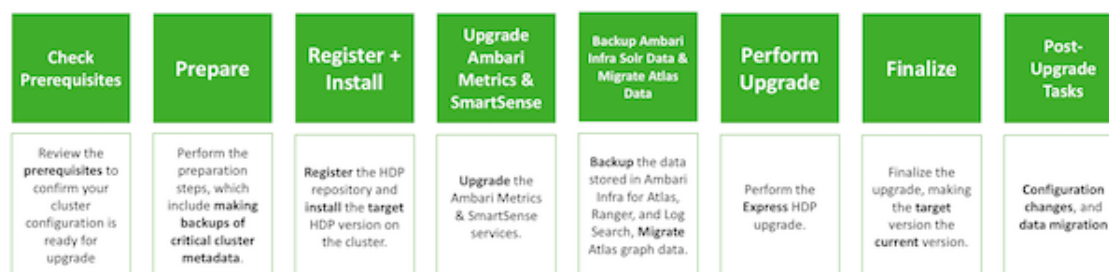 Check
Prerequisites
Prepare
Register +
Install
Upgrade
Ambari
Metrics &
SmartSense
Backup Ambari
Infra Solr Data &
Migrate Atlas
Data
Perform
Upgrade
Finalize
Post-
Upgrade
Tasks
Review the
prerequisites to
confirm your
cluster
configuration is
ready for
upgrade
Perform the
preparation
steps, which
include making
backups of
critical cluster
metadata.
Register the HDP
repository and
install the target
HDP version on
the cluster.
Upgrade the
Ambari Metrics
& SmartSense
services.
Backup the data
stored in Ambari
Infra for Atlas,
Ranger, and Log
Search, Migrate
Atlas graph data.
Perform the
Express HDP
upgrade.
Finalize the
upgrade, making
the target
version the
current version.
Configuration
changes, and
data migration